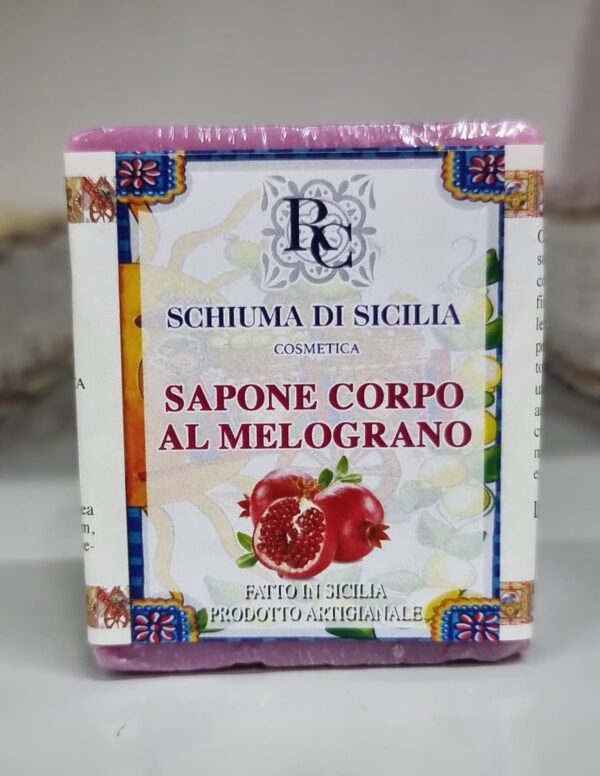 RC
SCHIUMA DI SICILIA
COSMETICA
SAPONE CORPO
AL MELOGRANO
FATTO IN SICILIA
PRODOTTO ARTIGIANALE